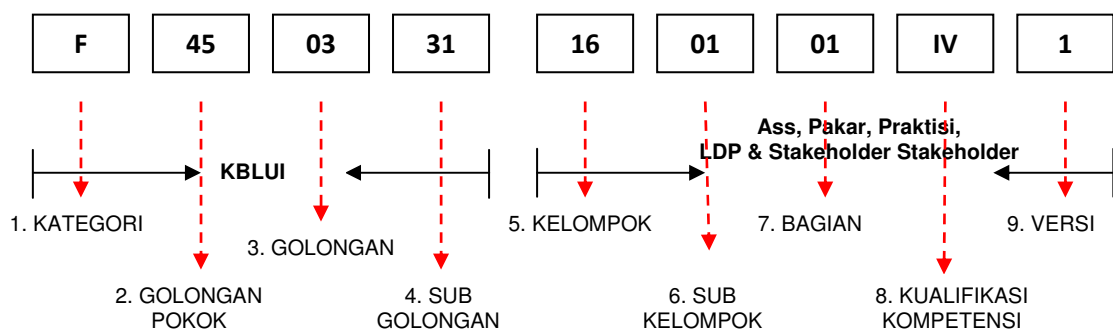 F 45 03 31 16 01 01 IV 1
Ass, Pakar, Praktisi,
LDP & Stakeholder Stakeholder
KBLUI
1. KATEGORI
3. GOLONGAN
5. KELOMPOK
7. BAGIAN
9. VERSI
2. GOLONGAN
POKOK
4. SUB
GOLONGAN
6. SUB
KELOMPOK
8. KUALIFIKASI
KOMPETENSI